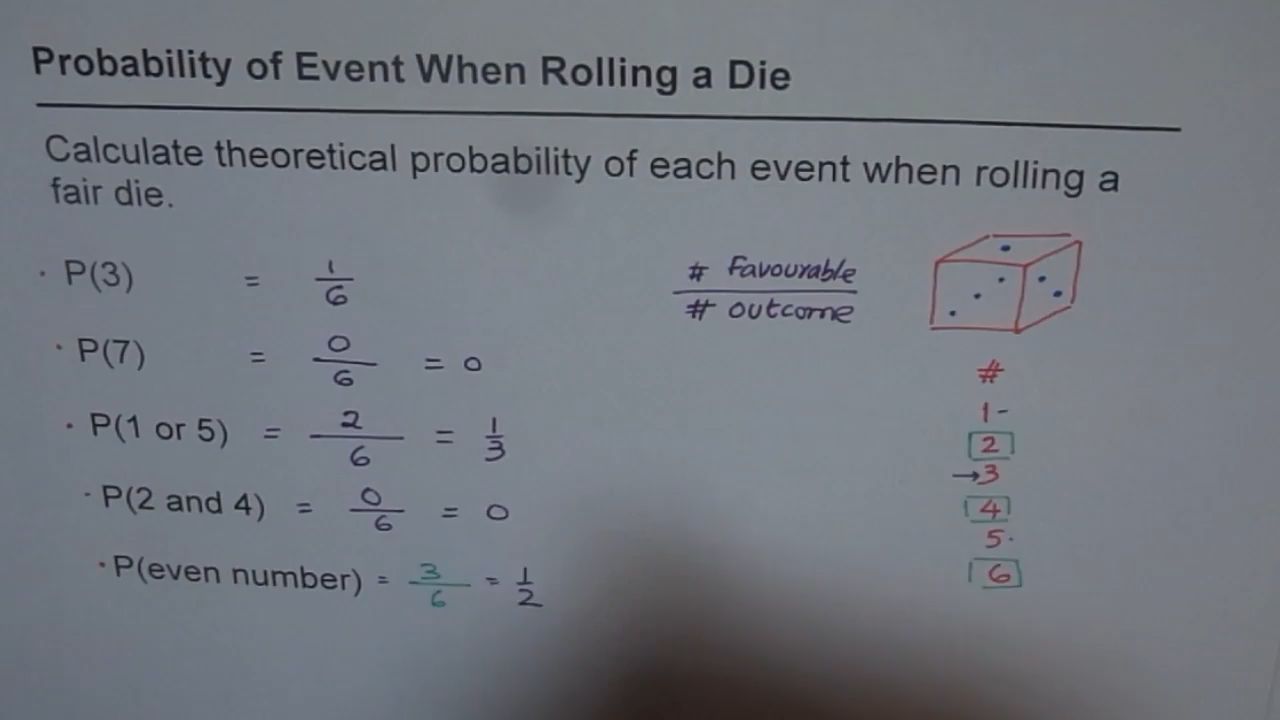 Probability of Event When Rolling a Die
Calculate theoretical probability of each event when rolling a
fair die.
· P(3) = 1/6
# Favourable
# outcome
· P(7) = 0/6 = 0
· P(1 or 5) = 2/6 = 1/3
· P(2 and 4) = 0/6 = 0
· P(even number) = 3/6 = 1/2
#
1-
2
→3
4
5·
6